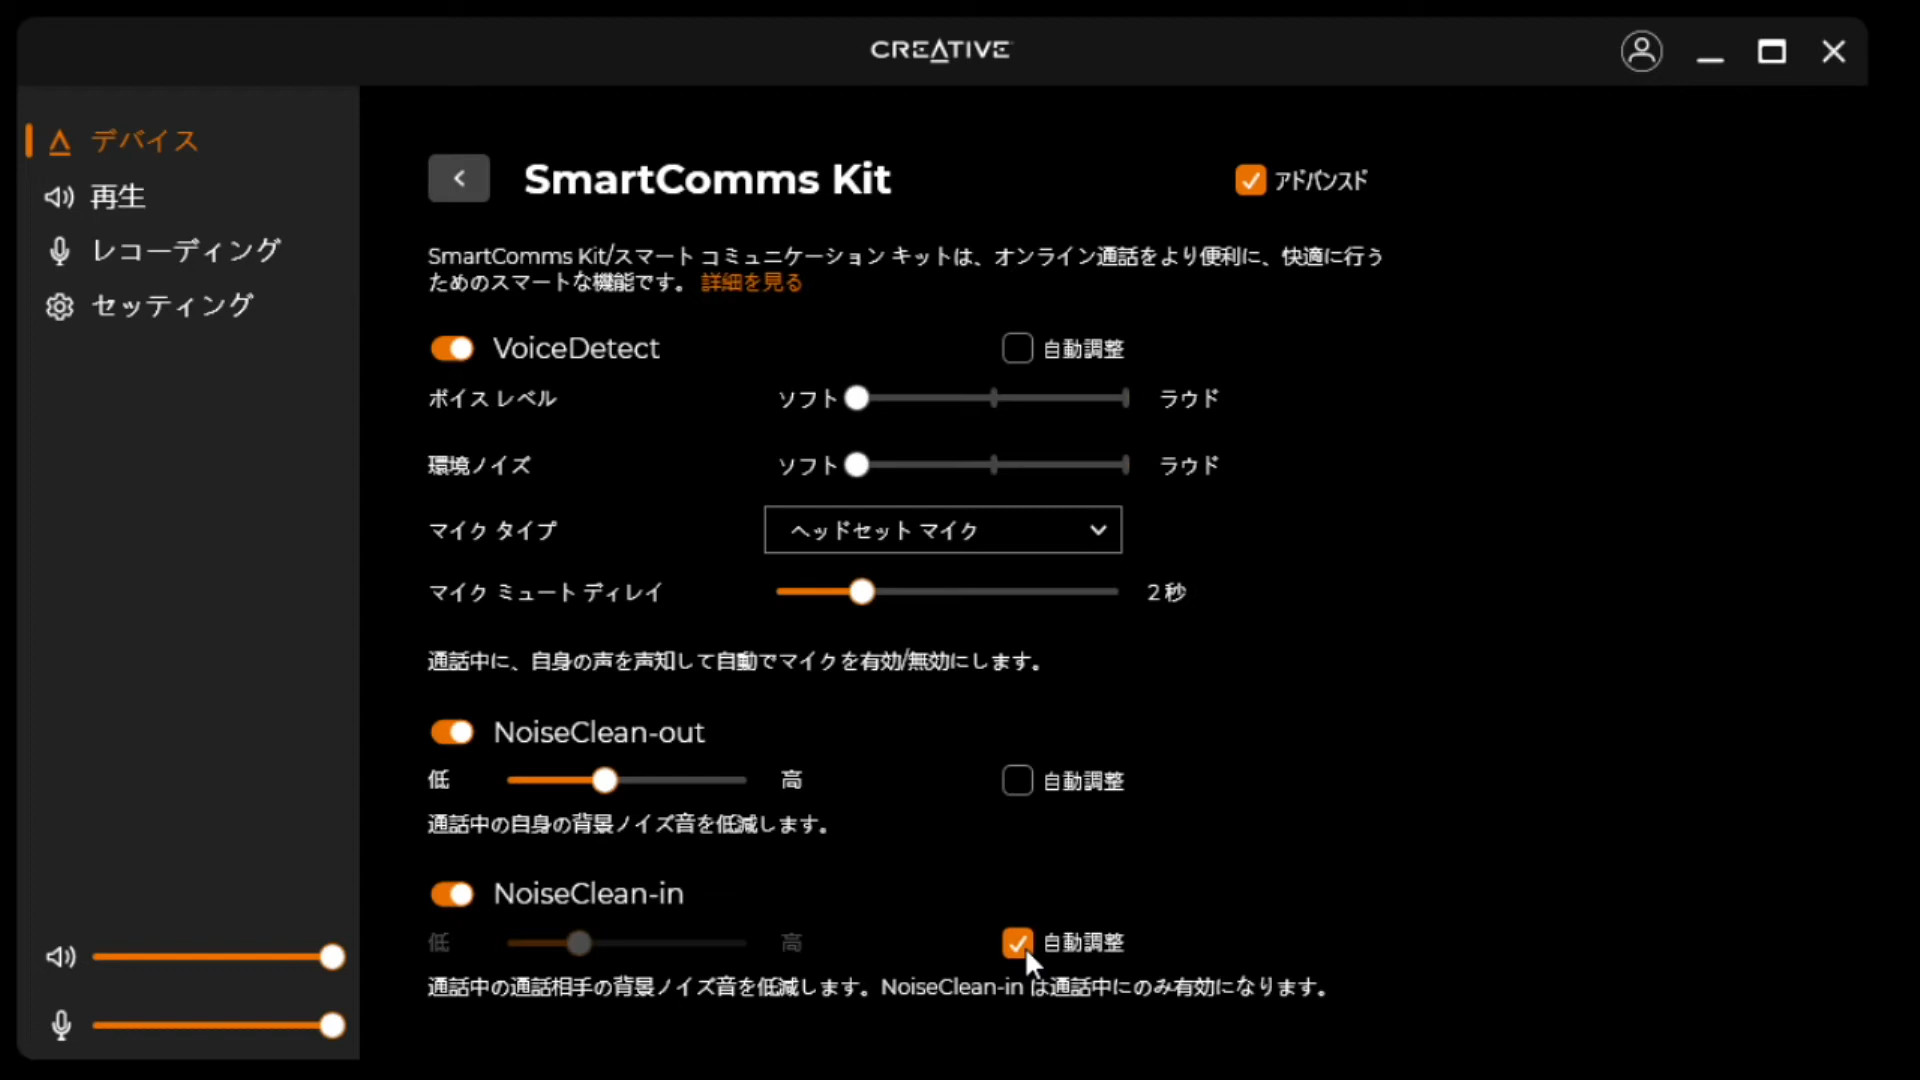 CREATIVE
デバイス
再生
レコーディング
セッティング
SmartComms Kit
アドバンスド
SmartComms Kit/スマート コミュニケーション キットは、オンライン通話をより便利に、快適に行う
ためのスマートな機能です。 詳細を見る
VoiceDetect
自動調整
ボイス レベル ソフト ラウド
環境ノイズ ソフト ラウド
マイク タイプ ヘッドセット マイク
マイク ミュート ディレイ 2 秒
通話中に、自身の声を声知して自動でマイクを有効/無効にします。
NoiseClean-out
低 高 自動調整
通話中の自身の背景ノイズ音を低減します。
NoiseClean-in
低 高 自動調整
通話中の通話相手の背景ノイズ音を低減します。NoiseClean-in は通話中にのみ有効になります。